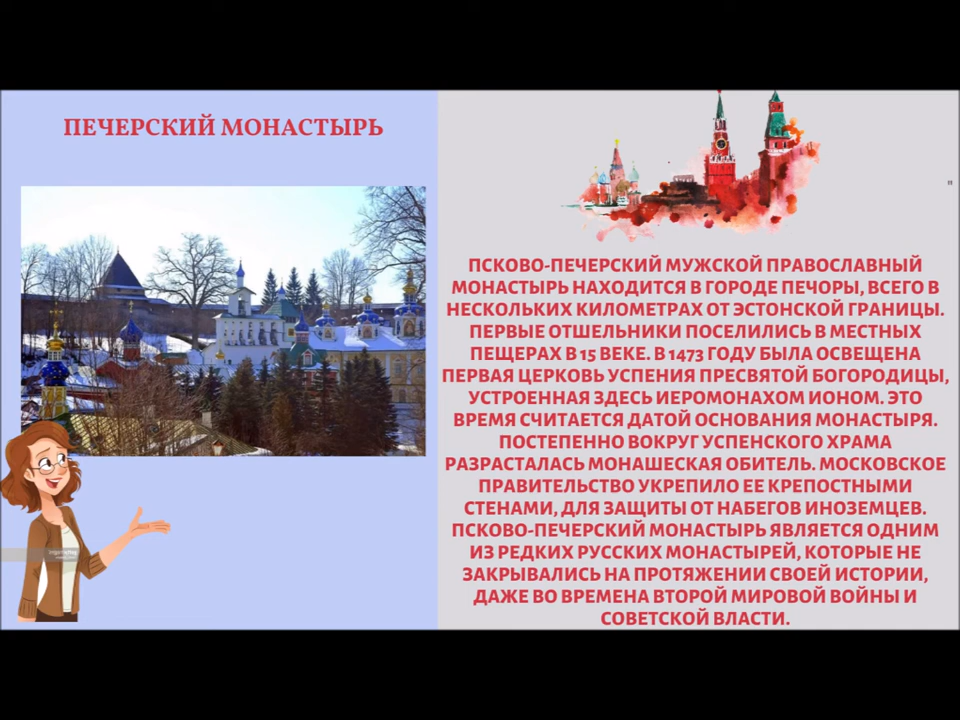 ПЕЧЕРСКИЙ МОНАСТЫРЬ
"
ПСКОВО-ПЕЧЕРСКИЙ МУЖСКОЙ ПРАВОСЛАВНЫЙ
МОНАСТЫРЬ НАХОДИТСЯ В ГОРОДЕ ПЕЧОРЫ, ВСЕГО В
НЕСКОЛЬКИХ КИЛОМЕТРАХ ОТ ЭСТОНСКОЙ ГРАНИЦЫ.
ПЕРВЫЕ ОТШЕЛЬНИКИ ПОСЕЛИЛИСЬ В МЕСТНЫХ
ПЕЩЕРАХ В 15 ВЕКЕ. В 1473 ГОДУ БЫЛА ОСВЕЩЕНА
ПЕРВАЯ ЦЕРКОВЬ УСПЕНИЯ ПРЕСВЯТОЙ БОГОРОДИЦЫ,
УСТРОЕННАЯ ЗДЕСЬ ИЕРОМОНАХОМ ИОНОМ. ЭТО
ВРЕМЯ СЧИТАЕТСЯ ДАТОЙ ОСНОВАНИЯ МОНАСТЫРЯ.
ПОСТЕПЕННО ВОКРУГ УСПЕНСКОГО ХРАМА
РАЗРАСТАЛАСЬ МОНАШЕСКАЯ ОБИТЕЛЬ. МОСКОВСКОЕ
ПРАВИТЕЛЬСТВО УКРЕПИЛО ЕЕ КРЕПОСТНЫМИ
СТЕНАМИ, ДЛЯ ЗАЩИТЫ ОТ НАБЕГОВ ИНОЗЕМЦЕВ.
ПСКОВО-ПЕЧЕРСКИЙ МОНАСТЫРЬ ЯВЛЯЕТСЯ ОДНИМ
ИЗ РЕДКИХ РУССКИХ МОНАСТЫРЕЙ, КОТОРЫЕ НЕ
ЗАКРЫВАЛИСЬ НА ПРОТЯЖЕНИИ СВОЕЙ ИСТОРИИ,
ДАЖЕ ВО ВРЕМЕНА ВТОРОЙ МИРОВОЙ ВОЙНЫ И
СОВЕТСКОЙ ВЛАСТИ.